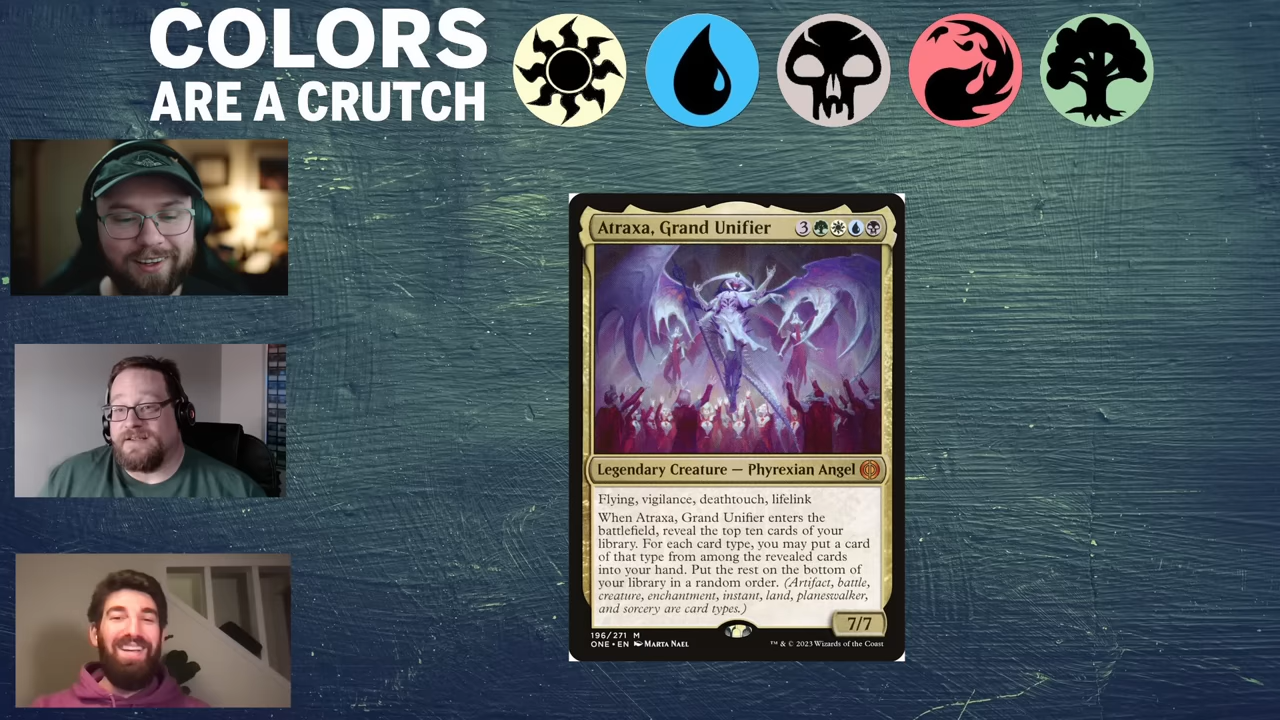 COLORS
ARE A CRUTCH
Atraxa, Grand Unifier 3
Legendary Creature — Phyrexian Angel
Flying, vigilance, deathtouch, lifelink
When Atraxa, Grand Unifier enters the
battlefield, reveal the top ten cards of your
library. For each card type, you may put a card
of that type from among the revealed cards
into your hand. Put the rest on the bottom of
your library in a random order. (Artifact, battle,
creature, enchantment, instant, land, planeswalker,
and sorcery are card types.)
7/7
196/271 M
ONE • EN MARTA NAEL
™ & © 2023 Wizards of the Coast